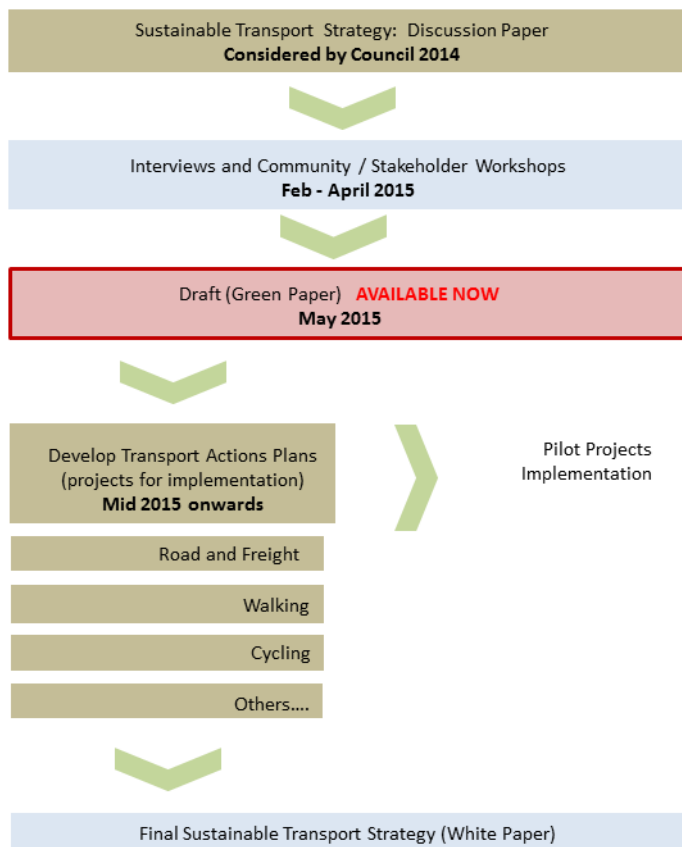 Sustainable Transport Strategy: Discussion Paper
Considered by Council 2014
Interviews and Community / Stakeholder Workshops
Feb - April 2015
Draft (Green Paper) AVAILABLE NOW
May 2015
Develop Transport Actions Plans
(projects for implementation)
Mid 2015 onwards
Pilot Projects
Implementation
Road and Freight
Walking
Cycling
Others....
Final Sustainable Transport Strategy (White Paper)